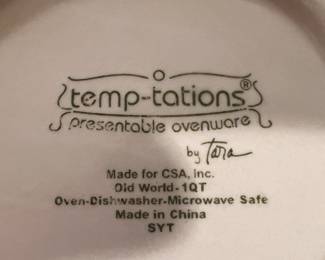 temp-tations®
presentable ovenware
by Tara
Made for CSA, Inc.
Old World-1QT
Oven-Dishwasher-Microwave Safe
Made in China
SYT